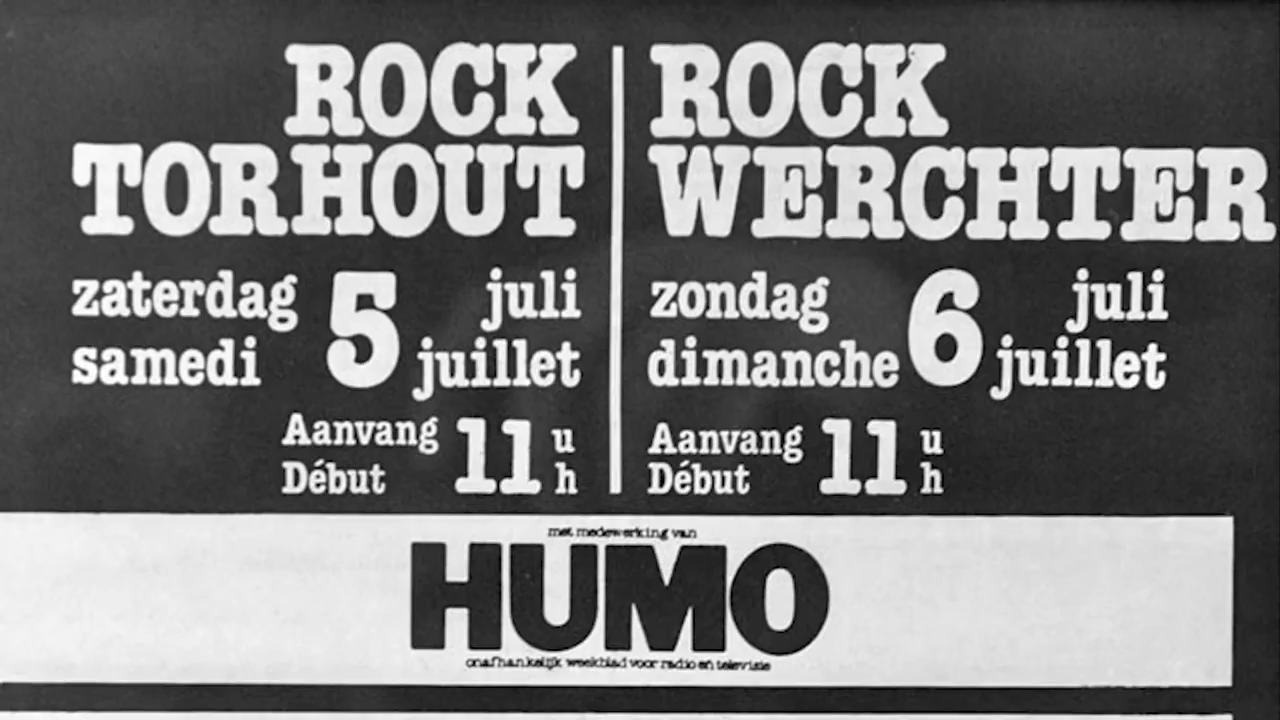 ROCK
TORHOUT
zaterdag 5 juli
samedi juillet
Aanvang 11 u
Début h
ROCK
WERCHTER
zondag 6 juli
dimanche juillet
Aanvang 11 u
Début h
met medewerking van
HUMO
onafhankelijk weekblad voor radio en televisie